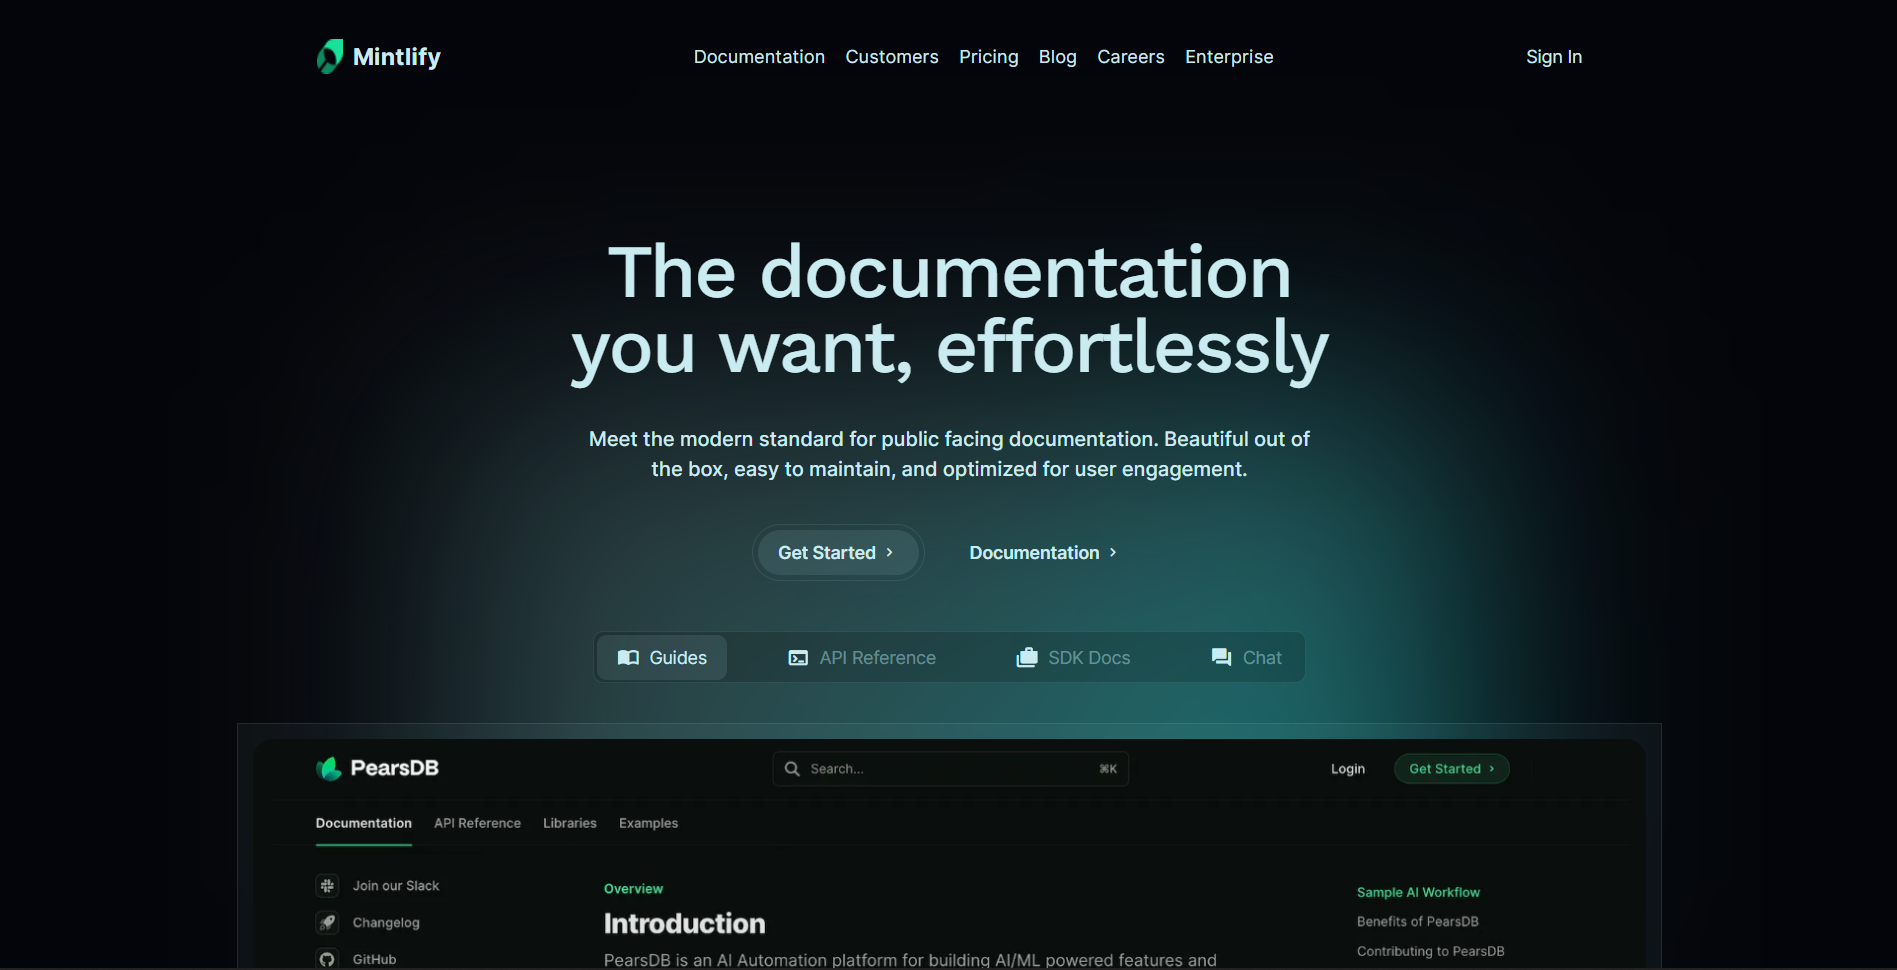 Mintlify
Documentation Customers Pricing Blog Careers Enterprise
Sign In
The documentation
you want, effortlessly
Meet the modern standard for public facing documentation. Beautiful out of
the box, easy to maintain, and optimized for user engagement.
Get Started ›
Documentation ›
Guides
API Reference
SDK Docs
Chat
PearsDB
Search...
⌘K
Login
Get Started ›
Documentation API Reference Libraries Examples
Join our Slack
Changelog
GitHub
Overview
Introduction
PearsDB is an AI Automation platform for building AI/ML powered features and
Sample AI Workflow
Benefits of PearsDB
Contributing to PearsDB